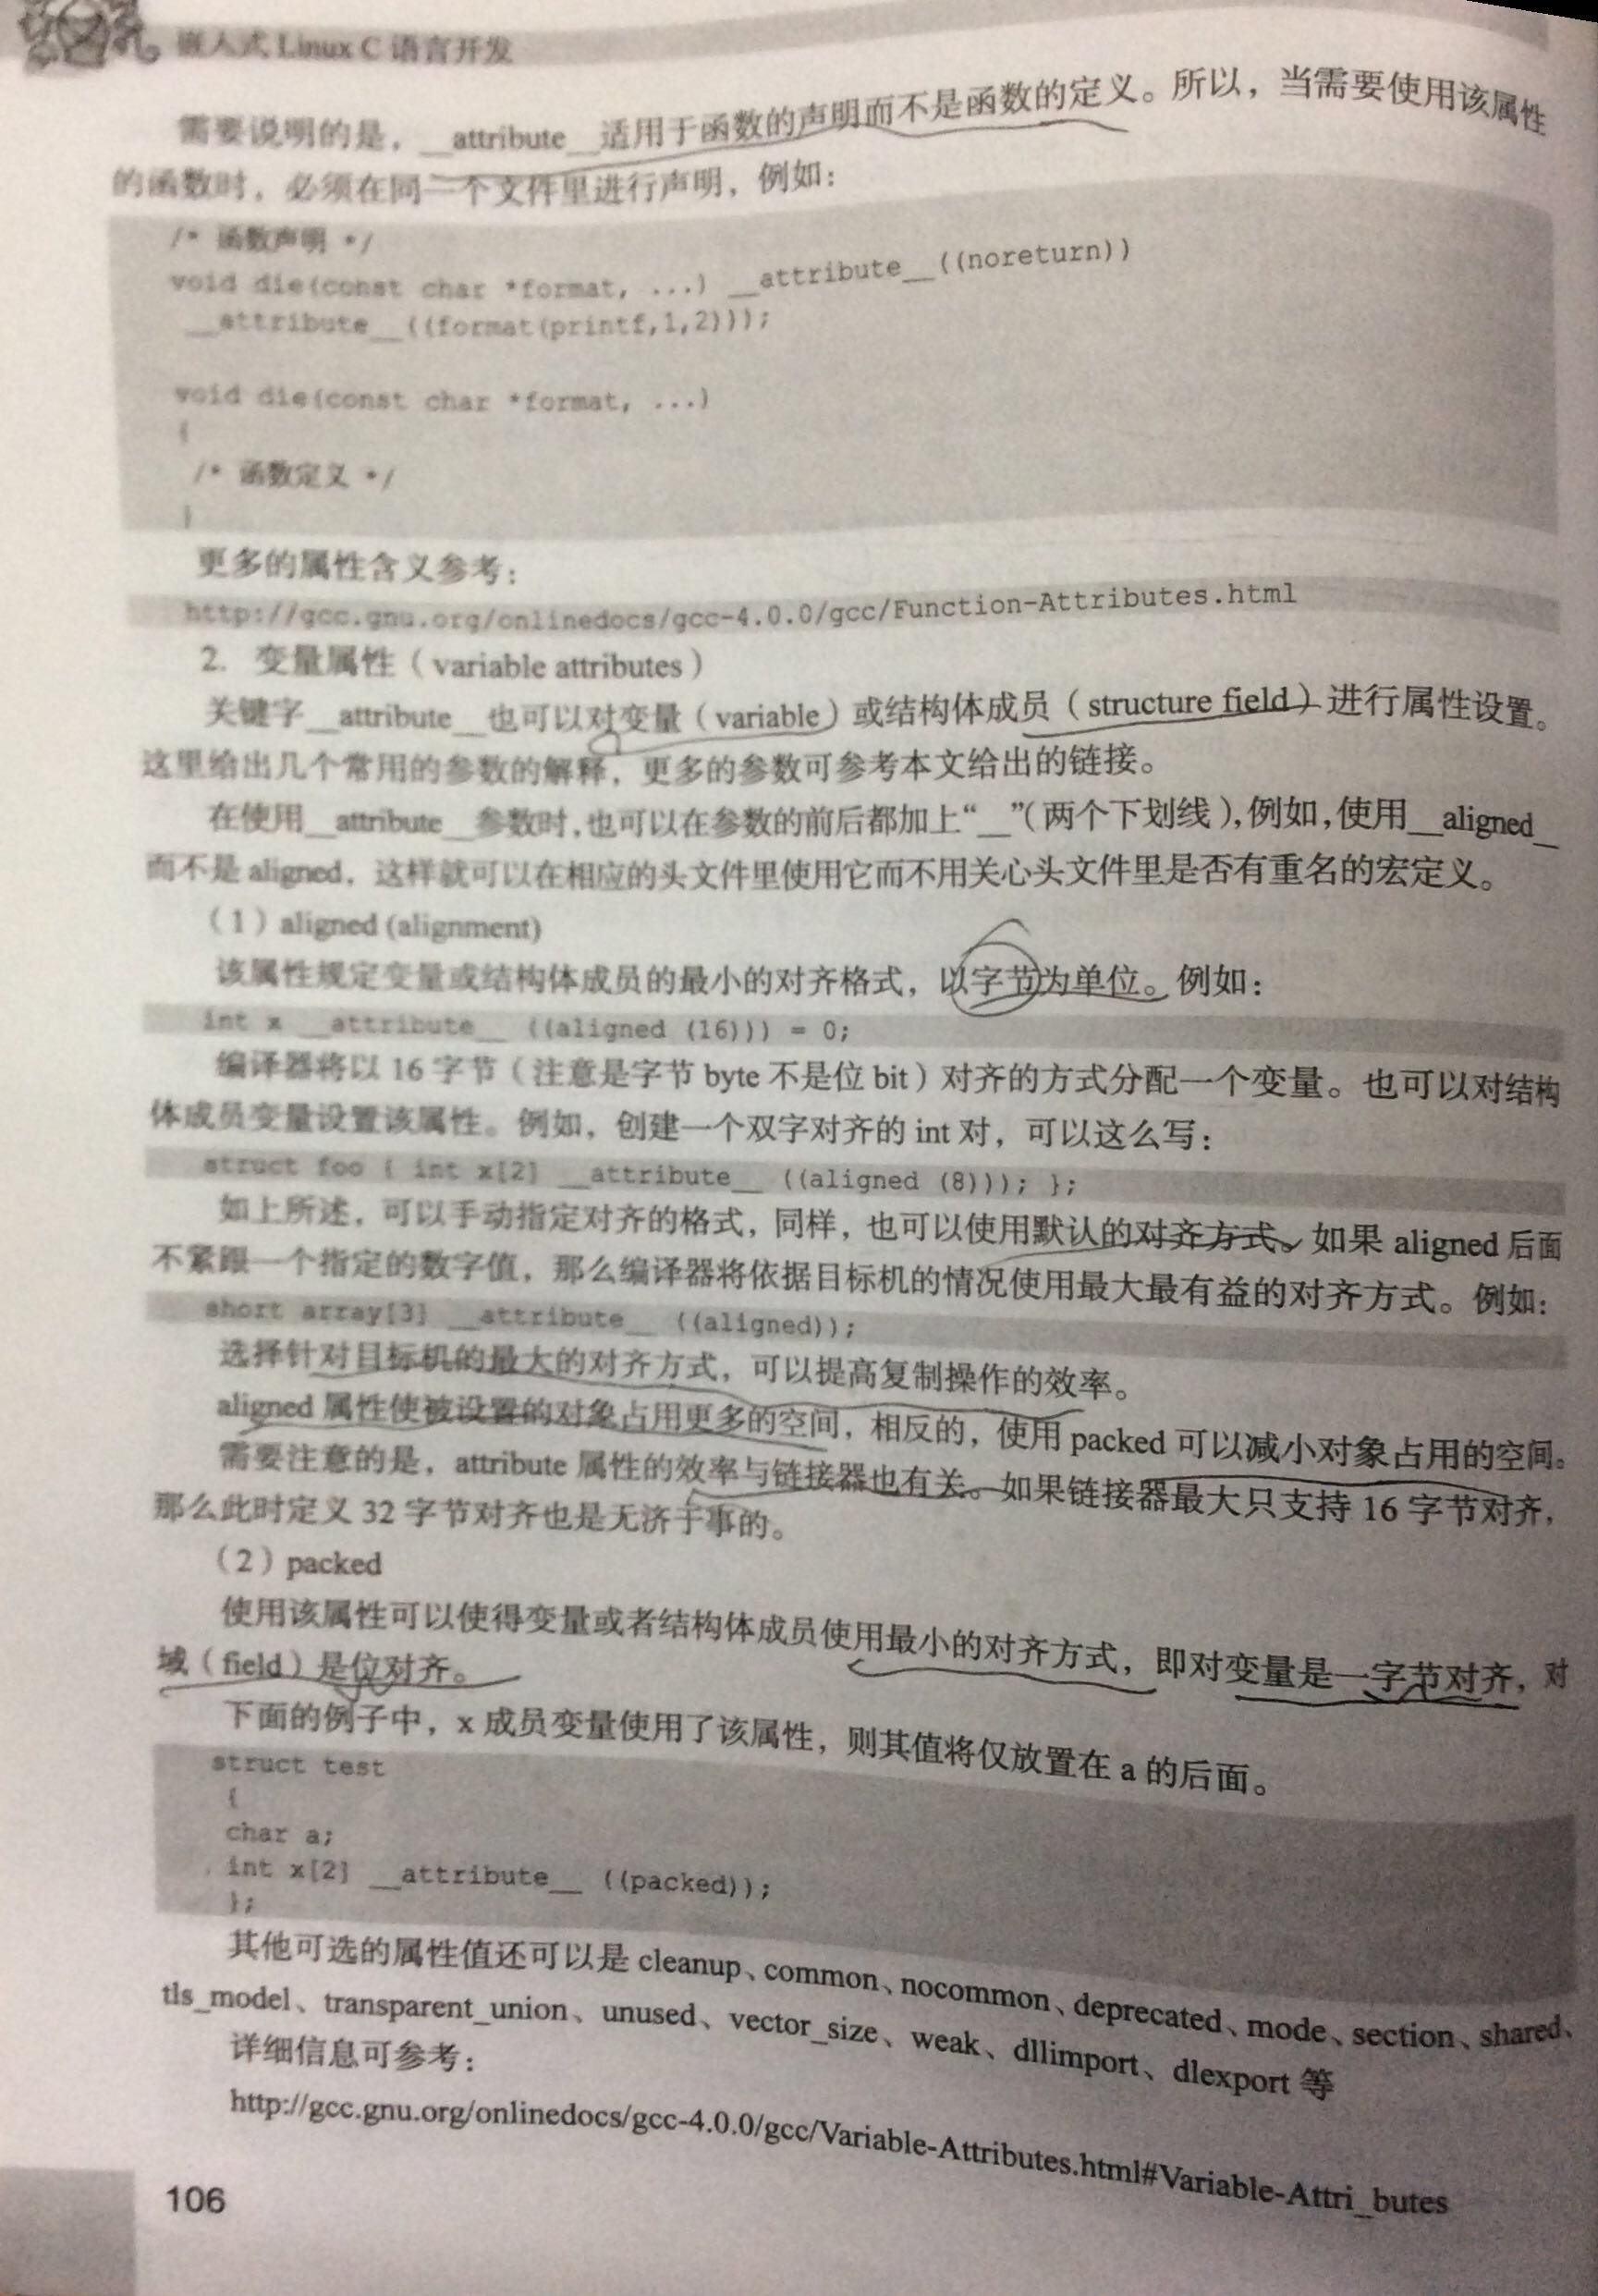 嵌入式 Linux C 语言开发
需要说明的是，__attribute__适用于函数的声明而不是函数的定义。所以，当需要使用该属性
的函数时，必须在同一个文件里进行声明，例如：
/* 函数声明 */
void die(const char *format, ...) __attribute__((noreturn))
__attribute__((format(printf,1,2)));
void die(const char *format, ...)
{
/* 函数定义 */
}
更多的属性含义参考：
http://gcc.gnu.org/onlinedocs/gcc-4.0.0/gcc/Function-Attributes.html
2. 变量属性（variable attributes）
关键字__attribute__也可以对变量（variable）或结构体成员（structure field）进行属性设置。
这里给出几个常用的参数的解释，更多的参数可参考本文给出的链接。
在使用__attribute__参数时，也可以在参数的前后都加上“__”（两个下划线），例如，使用__aligned__
而不是 aligned，这样就可以在相应的头文件里使用它而不用关心头文件里是否有重名的宏定义。
（1）aligned (alignment)
该属性规定变量或结构体成员的最小的对齐格式，以字节为单位。例如：
int x __attribute__ ((aligned (16))) = 0;
编译器将以 16 字节（注意是字节 byte 不是位 bit）对齐的方式分配一个变量。也可以对结构
体成员变量设置该属性。例如，创建一个双字对齐的 int 对，可以这么写：
struct foo { int x[2] __attribute__ ((aligned (8))); };
如上所述，可以手动指定对齐的格式，同样，也可以使用默认的对齐方式。如果 aligned 后面
不紧跟一个指定的数字值，那么编译器将依据目标机的情况使用最大最有益的对齐方式。例如：
short array[3] __attribute__ ((aligned));
选择针对目标机的最大的对齐方式，可以提高复制操作的效率。
aligned 属性使被设置的对象占用更多的空间，相反的，使用 packed 可以减小对象占用的空间。
需要注意的是，attribute 属性的效率与链接器也有关。如果链接器最大只支持 16 字节对齐，
那么此时定义 32 字节对齐也是无济于事的。
（2）packed
使用该属性可以使得变量或者结构体成员使用最小的对齐方式，即对变量是一字节对齐，对
域（field）是位对齐。
下面的例子中，x 成员变量使用了该属性，则其值将仅放置在 a 的后面。
struct test
{
char a;
int x[2] __attribute__ ((packed));
};
其他可选的属性值还可以是 cleanup、common、nocommon、deprecated、mode、section、shared、
tls_model、transparent_union、unused、vector_size、weak、dllimport、dlexport 等
详细信息可参考：
http://gcc.gnu.org/onlinedocs/gcc-4.0.0/gcc/Variable-Attributes.html#Variable-Attri_butes
106